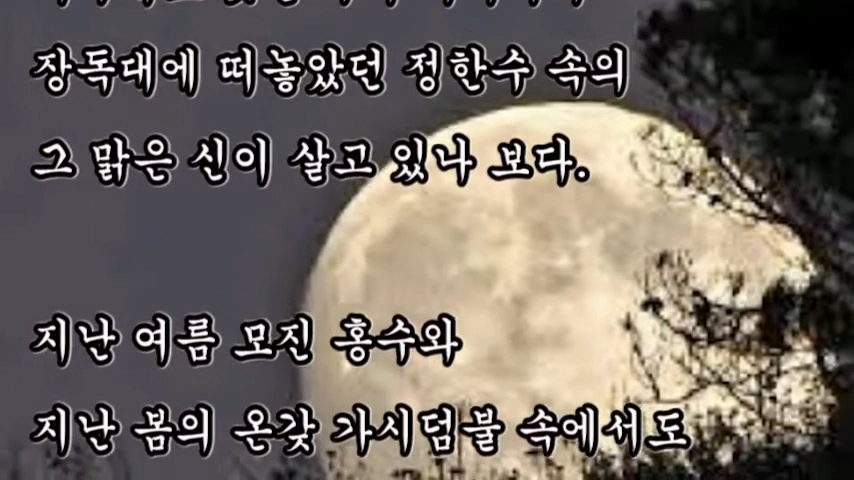 장독대에 떠놓았던 정한수 속의
그 맑은 신이 살고 있나 보다.
지난 여름 모진 홍수와
지난 봄의 온갖 가시덤불 속에서도